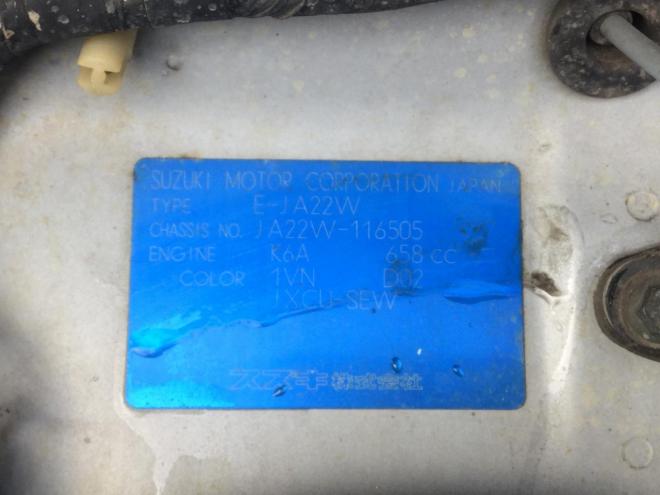 SUZUKI MOTOR CORPORATION JAPAN
TYPE E-JA22W
CHASSIS NO. JA22W-116505
ENGINE K6A 658 CC
COLOR 1VN D02
JXCU-SEW
スズキ株式会社